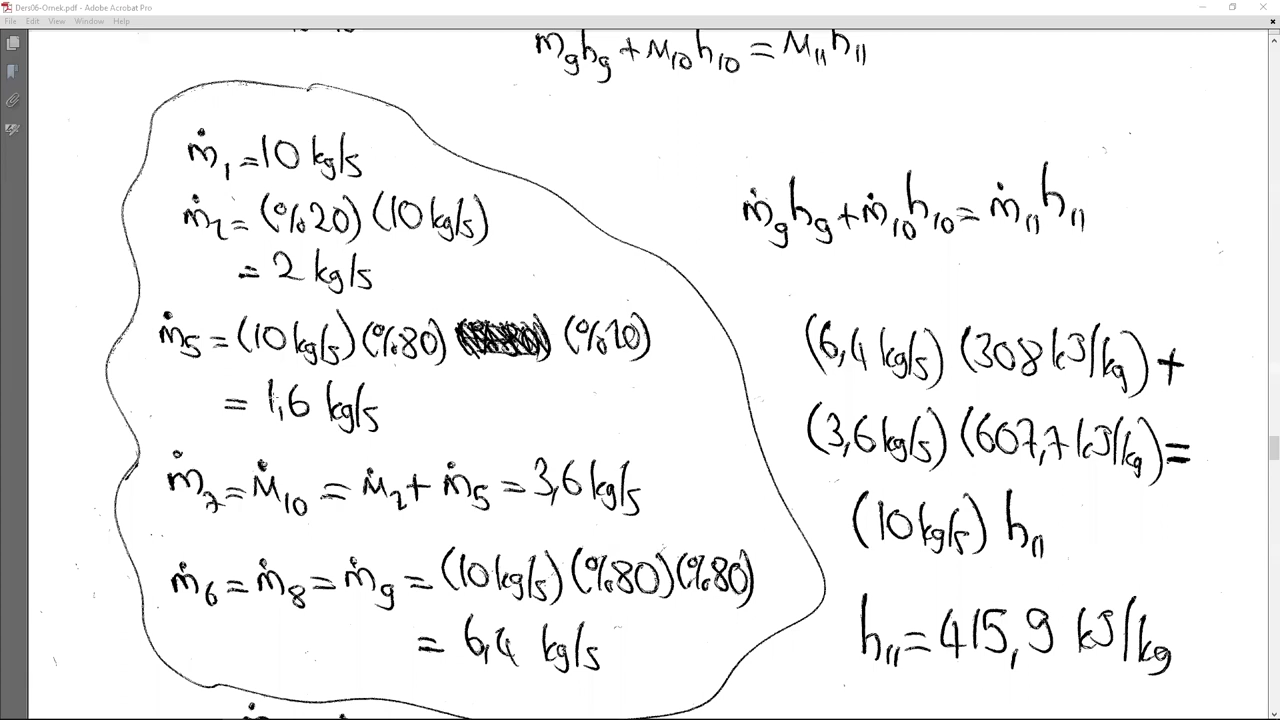 Ders06-Ornek.pdf - Adobe Acrobat Pro
File Edit View Window Help
ṁ₉h₉ + ṁ₁₀h₁₀ = ṁ₁₁h₁₁
ṁ₁ = 10 kg/s
ṁ₂ = (%20) (10 kg/s)
= 2 kg/s
ṁ₅ = (10 kg/s) (%80) (%20)
= 1,6 kg/s
ṁ₇ = ṁ₁₀ = ṁ₂ + ṁ₅ = 3,6 kg/s
ṁ₆ = ṁ₈ = ṁ₉ = (10 kg/s) (%80) (%80)
= 6,4 kg/s
ṁ₉h₉ + ṁ₁₀h₁₀ = ṁ₁₁h₁₁
(6,4 kg/s) (308 kJ/kg) +
(3,6 kg/s) (607,7 kJ/kg) =
(10 kg/s) h₁₁
h₁₁ = 415,9 kJ/kg